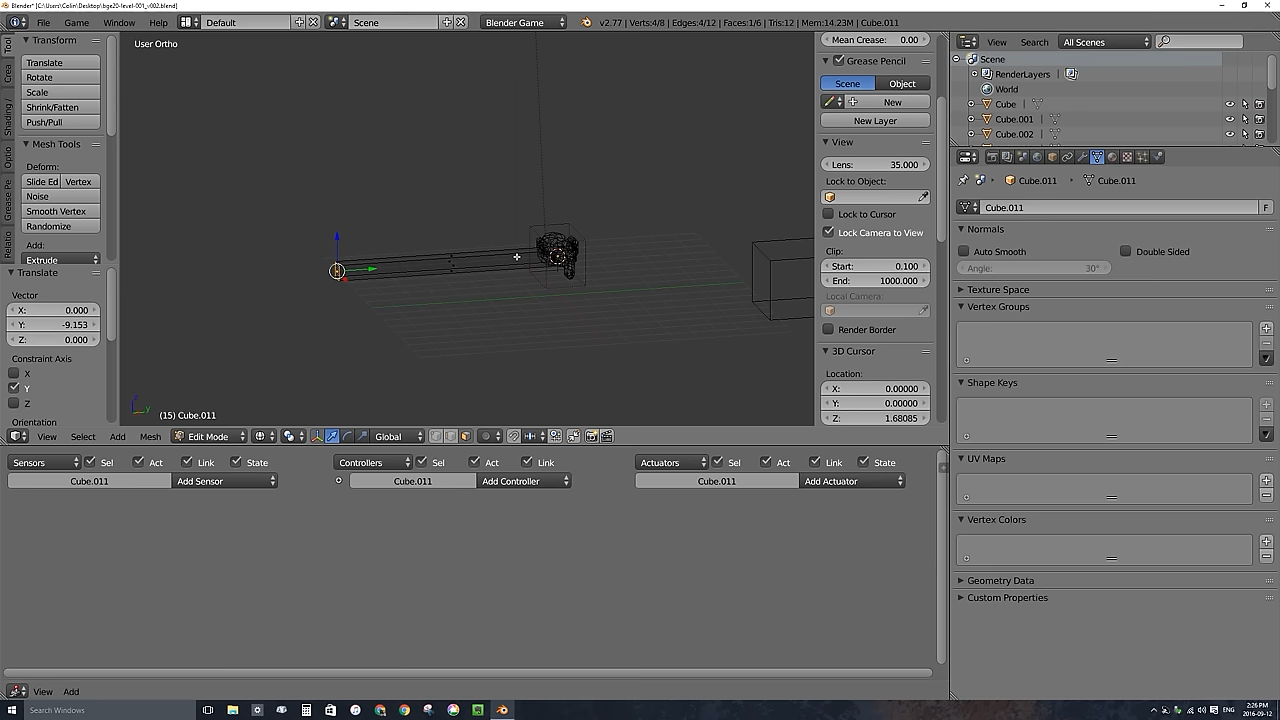 Blender* [C:\Users\Colin\Desktop\bge20-level-001_v002.blend]
File Game Window Help Default Scene Blender Game v2.77 | Verts:4/8 | Edges:4/12 | Faces:1/6 | Tris:12 | Mem:14.23M | Cube.011
Transform
Translate
Rotate
Scale
Shrink/Fatten
Push/Pull
Mesh Tools
Deform:
Slide Ed Vertex
Noise
Smooth Vertex
Randomize
Add:
Extrude
Tool
Crea
Shading /
Optio
Grease Pe
Relatio
Translate
Vector
X: 0.000
Y: -9.153
Z: 0.000
Constraint Axis
X
Y
Z
Orientation
User Ortho
z
y
(15) Cube.011
Mean Crease: 0.00
Grease Pencil
Scene Object
New
New Layer
View
Lens: 35.000
Lock to Object:
Lock to Cursor
Lock Camera to View
Clip:
Start: 0.100
End: 1000.000
Local Camera:
Render Border
3D Cursor
Location:
X: 0.00000
Y: 0.00000
Z: 1.68085
View Select Add Mesh Edit Mode Global
Sensors Sel Act Link State Controllers Sel Act Link Actuators Sel Act Link State
Cube.011 Add Sensor Cube.011 Add Controller Cube.011 Add Actuator
View Add
View Search All Scenes
Scene
RenderLayers
World
Cube
Cube.001
Cube.002
Cube.011 Cube.011
Cube.011 F
Normals
Auto Smooth Double Sided
Angle: 30°
Texture Space
Vertex Groups
Shape Keys
UV Maps
Vertex Colors
Geometry Data
Custom Properties
Search Windows
ENG 2:26 PM
2016-09-12